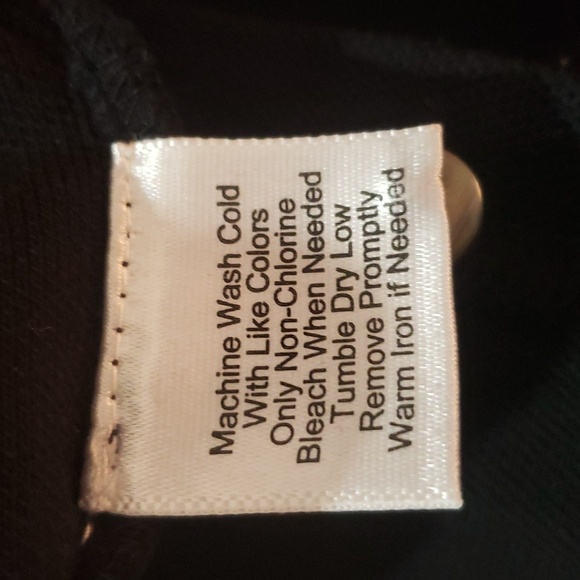 Machine Wash Cold
With Like Colors
Only Non-Chlorine
Bleach When Needed
Tumble Dry Low
Remove Promptly
Warm Iron if Needed